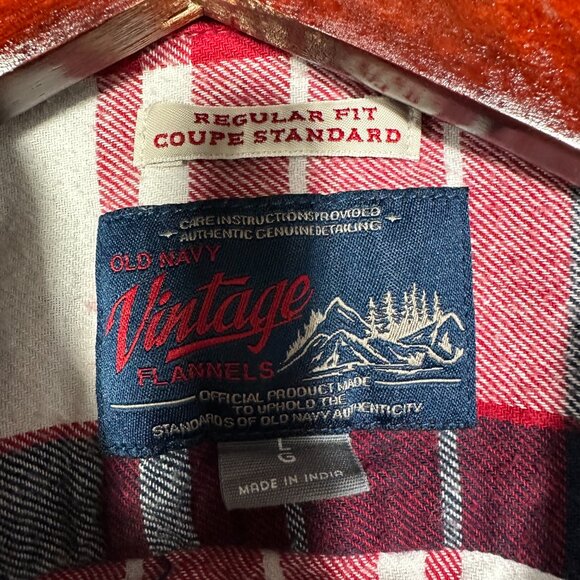 REGULAR FIT
COUPE STANDARD
CARE INSTRUCTIONS PROVIDED
AUTHENTIC GENUINE DETAILING
OLD NAVY
Vintage
FLANNELS
OFFICIAL PRODUCT MADE
TO UPHOLD THE
STANDARDS OF OLD NAVY AUTHENTICITY
L
G
MADE IN INDIA